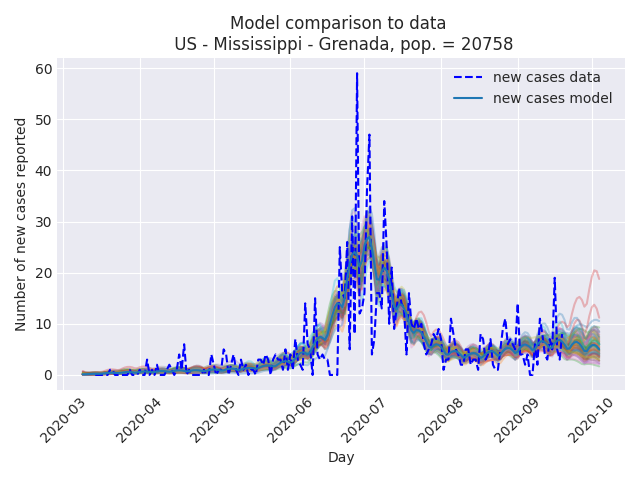 Model comparison to data
US - Mississippi - Grenada, pop. = 20758
new cases data
new cases model
Number of new cases reported
60
50
40
30
20
10
0
2020-03
2020-04
2020-05
2020-06
2020-07
2020-08
2020-09
2020-10
Day